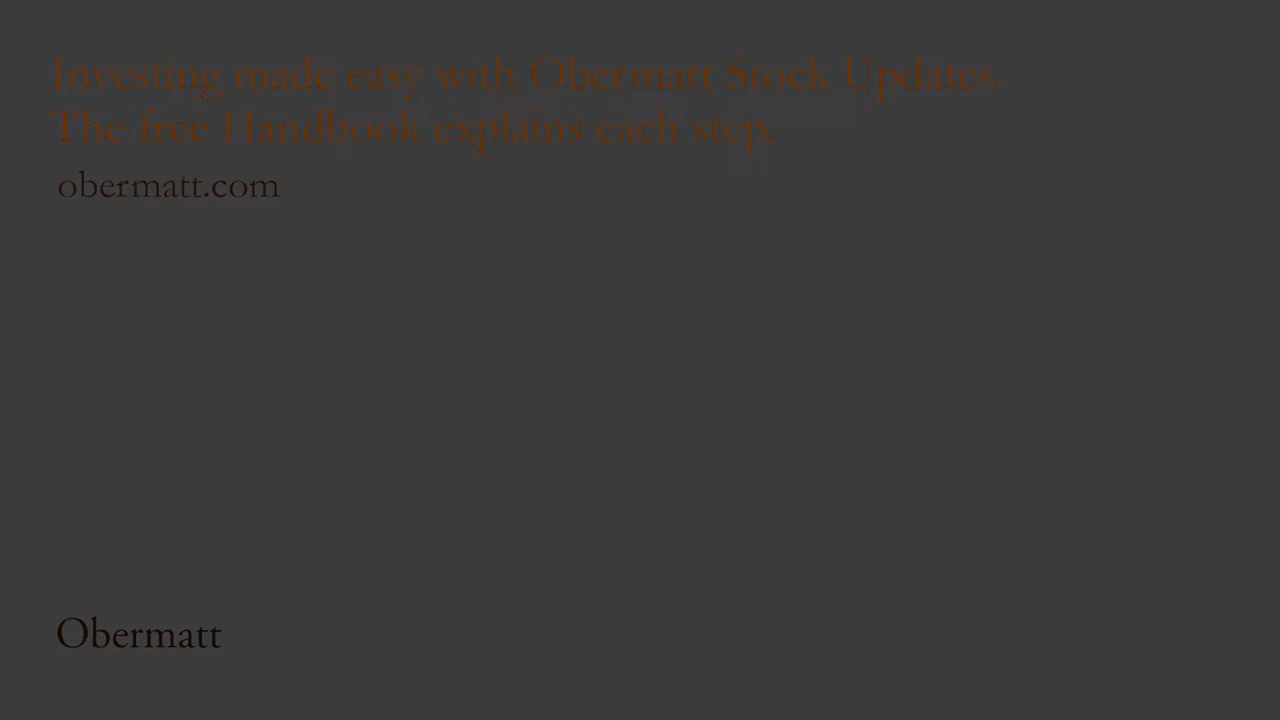 Investing made easy with Obermatt Stock Updates.
The free Handbook explains each step.
obermatt.com
Obermatt